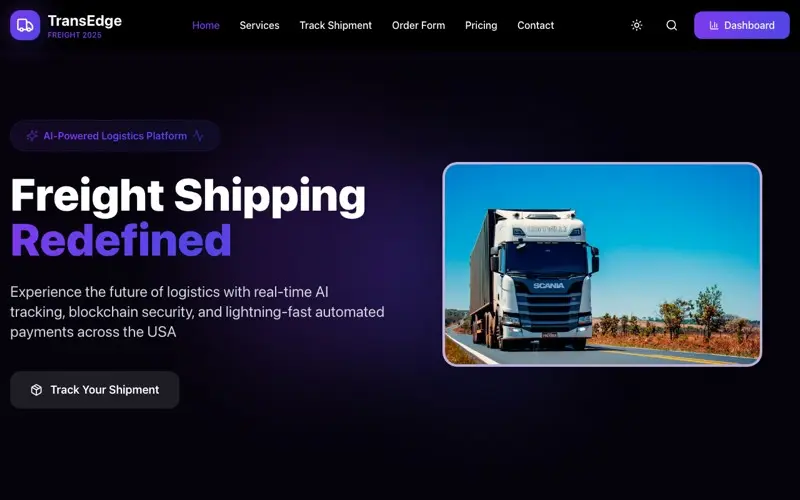 TransEdge
FREIGHT 2025
Home Services Track Shipment Order Form Pricing Contact
Dashboard
AI-Powered Logistics Platform
Freight Shipping
Redefined
Experience the future of logistics with real-time AI
tracking, blockchain security, and lightning-fast automated
payments across the USA
Track Your Shipment
SCANIA